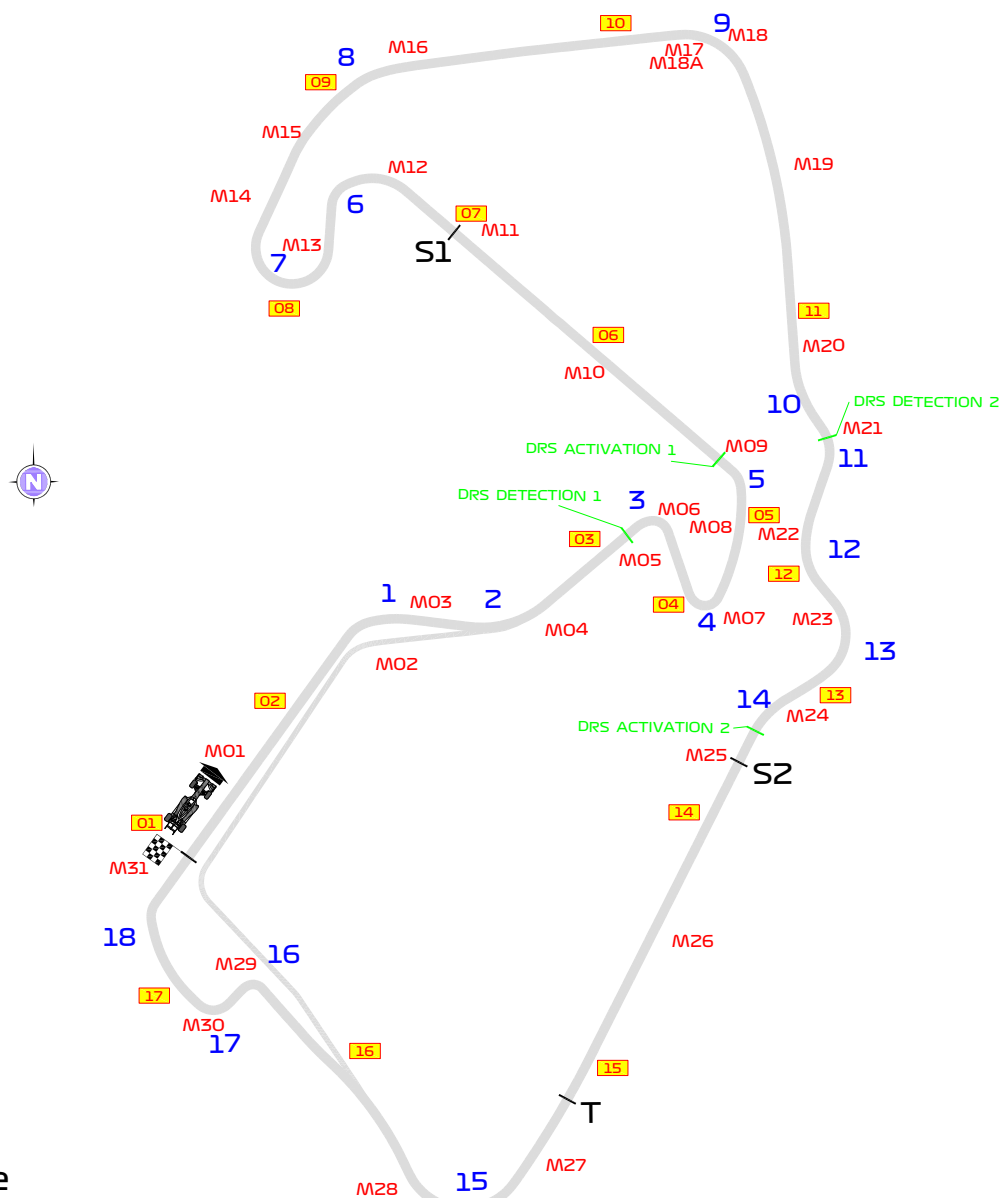 10
9
M18
M16
M17
8
M18A
09
M15
M19
M12
M14
6
07
M11
M13
S1
7
08
11
06
M20
M10
10
DRS DETECTION 2
M21
DRS ACTIVATION 1
M09
11
5
N
DRS DETECTION 1
3
M06
05
M08
M22
03
12
M05
12
1
M03
2
04
M07
M23
4
M04
13
M02
02
14
13
M24
DRS ACTIVATION 2
M01
M25
S2
01
14
M31
18
M26
16
M29
17
M30
17
16
15
T
M27
15
M28
e